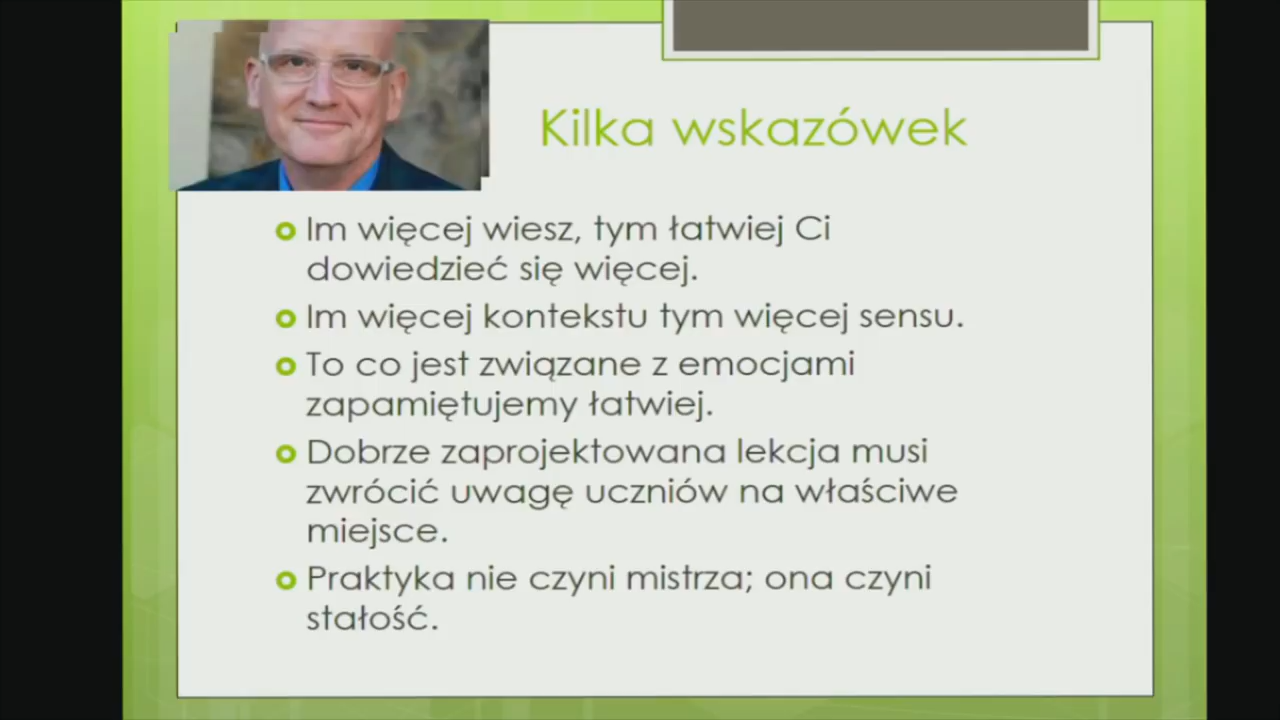 Kilka wskazówek
Im więcej wiesz, tym łatwiej Ci
dowiedzieć się więcej.
Im więcej kontekstu tym więcej sensu.
To co jest związane z emocjami
zapamiętujemy łatwiej.
Dobrze zaprojektowana lekcja musi
zwrócić uwagę uczniów na właściwe
miejsce.
Praktyka nie czyni mistrza; ona czyni
stałość.